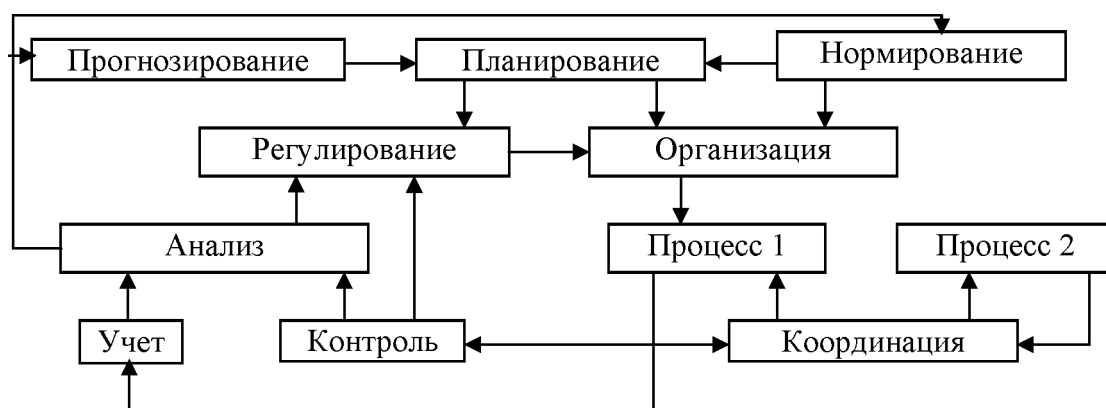 Прогнозирование
Планирование
Нормирование
Регулирование
Организация
Анализ
Процесс 1
Процесс 2
Учет
Контроль
Координация